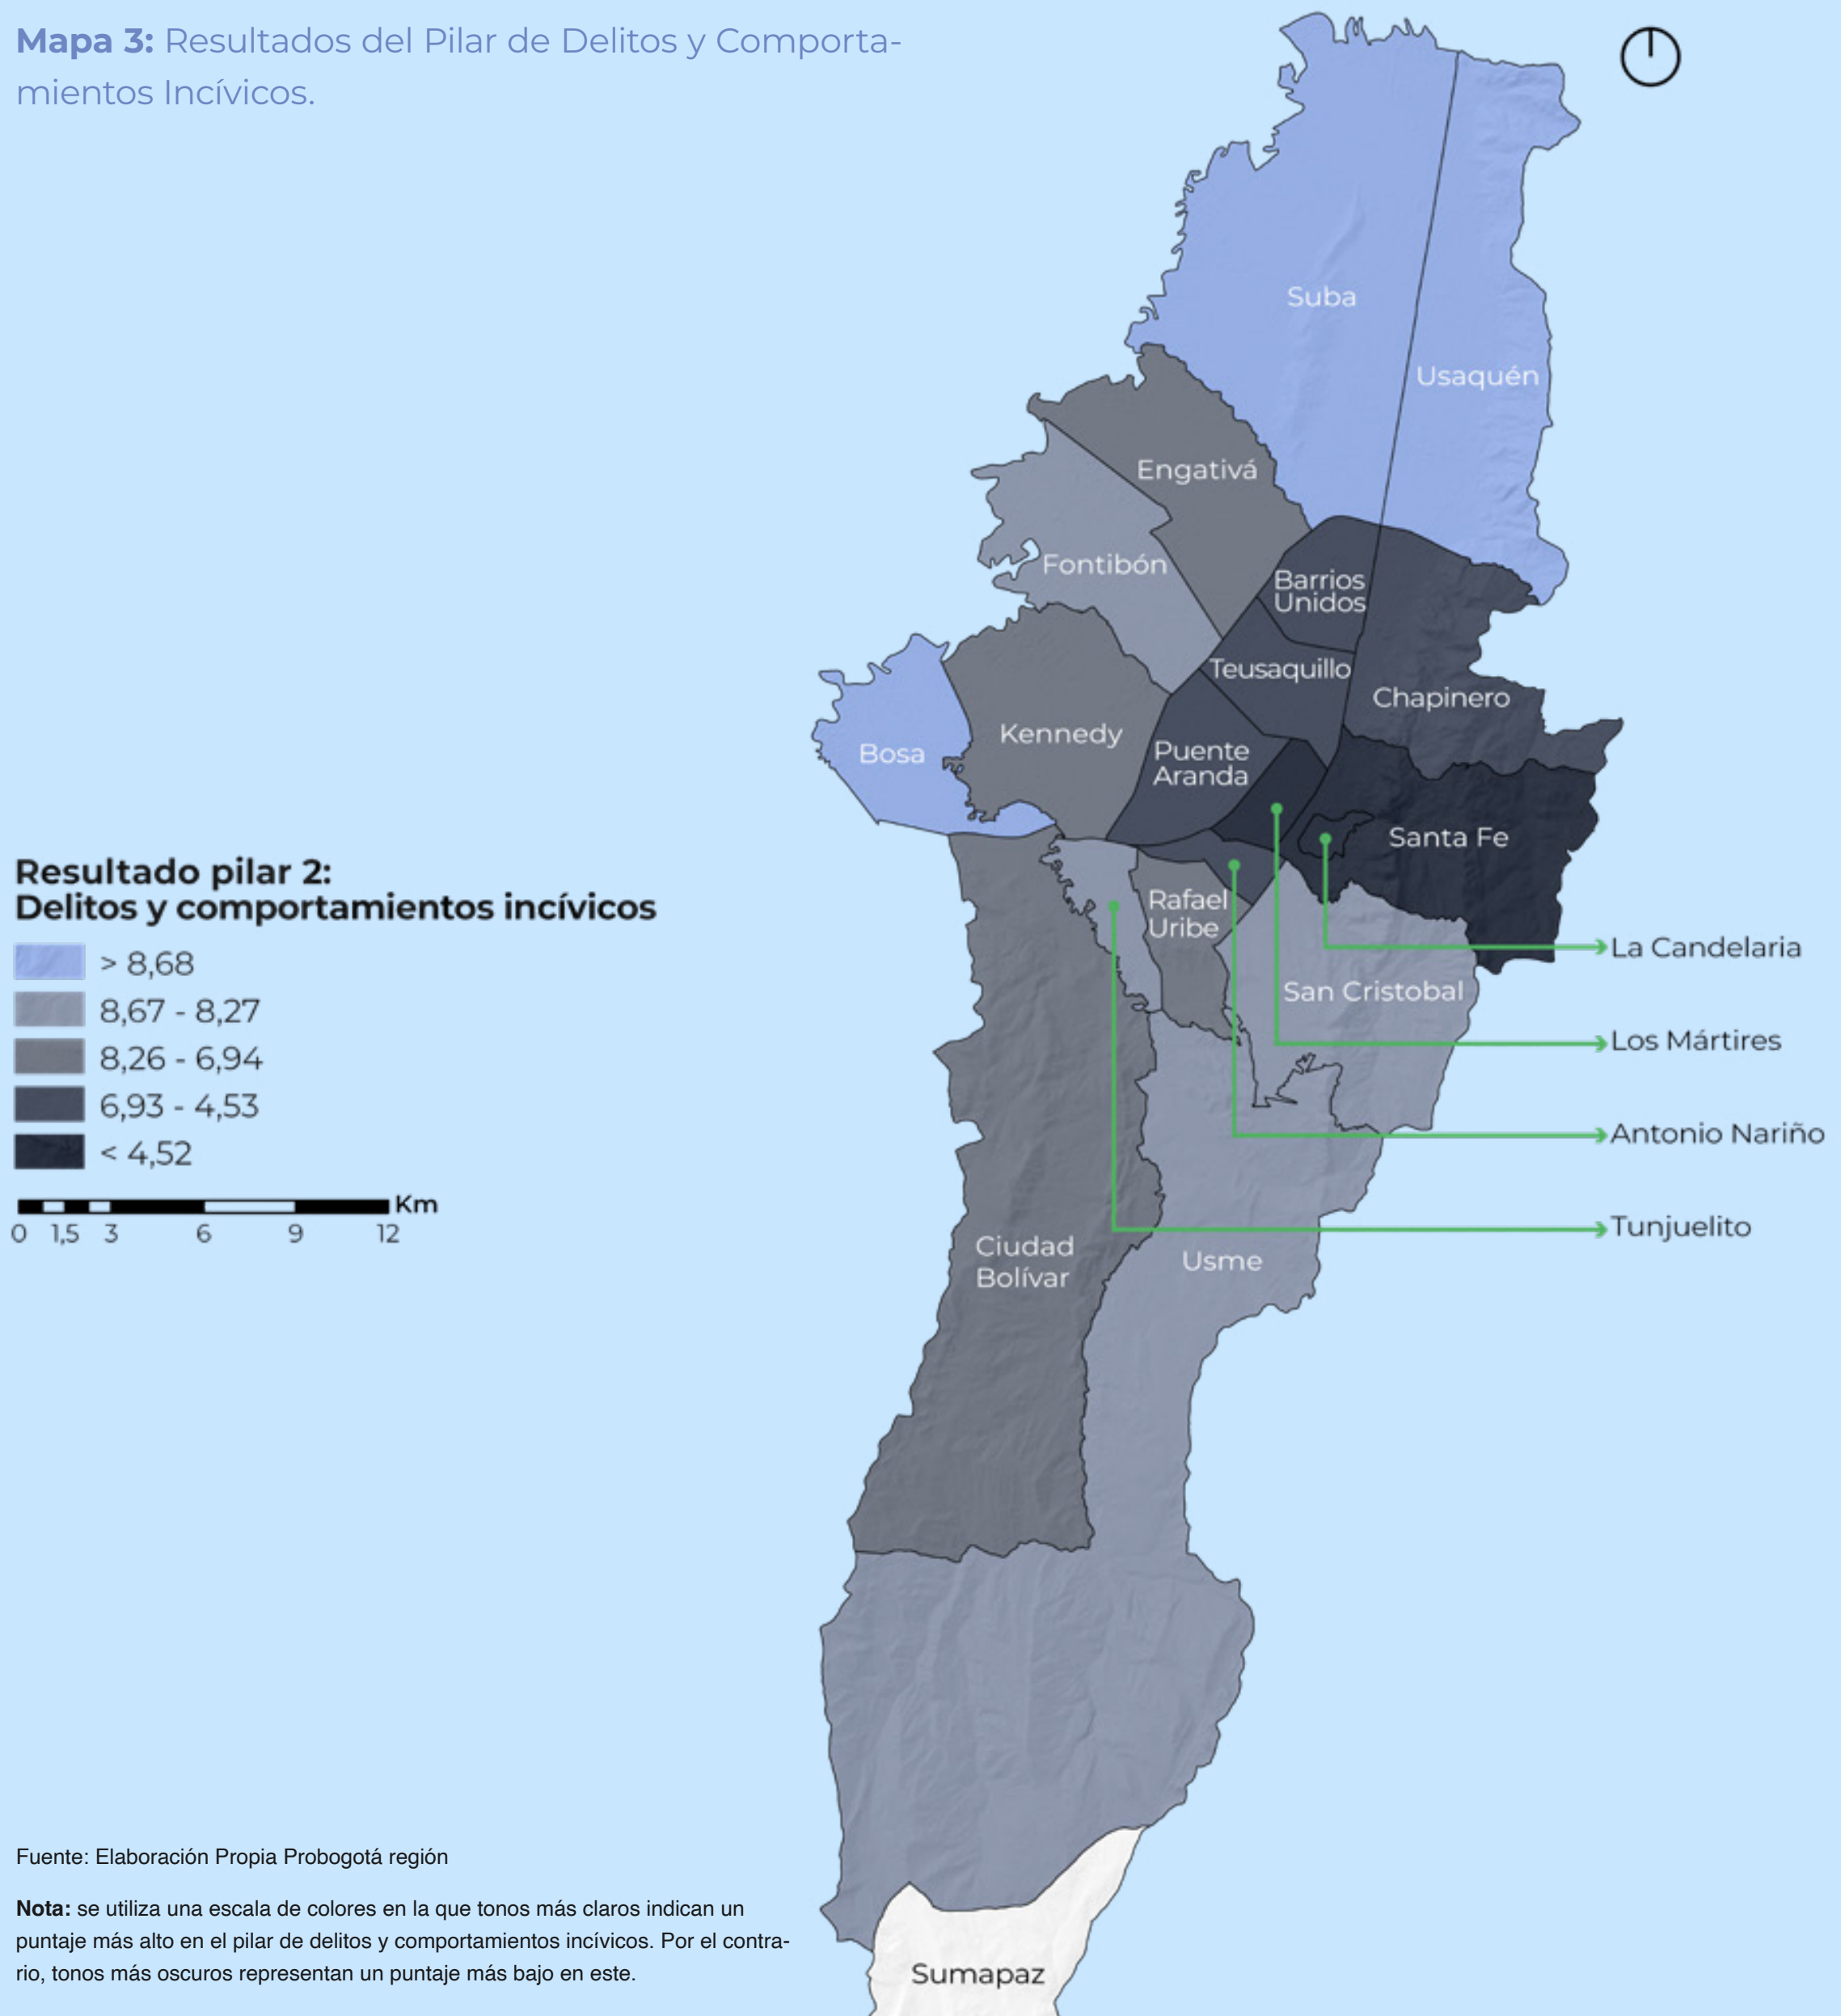 Mapa 3: Resultados del Pilar de Delitos y Comporta-
mientos Incívicos.
Suba
Usaquén
Engativá
Fontibón
Barrios
Unidos
Teusaquillo
Chapinero
Kennedy
Bosa
Puente
Aranda
Santa Fe
Rafael
Uribe
San Cristobal
La Candelaria
Los Mártires
Antonio Nariño
Tunjuelito
Ciudad
Bolívar
Usme
Sumapaz
Resultado pilar 2:
Delitos y comportamientos incívicos
> 8,68
8,67 - 8,27
8,26 - 6,94
6,93 - 4,53
< 4,52
Km
0 1,5 3 6 9 12
Fuente: Elaboración Propia Probogotá región
Nota: se utiliza una escala de colores en la que tonos más claros indican un
puntaje más alto en el pilar de delitos y comportamientos incívicos. Por el contra-
rio, tonos más oscuros representan un puntaje más bajo en este.